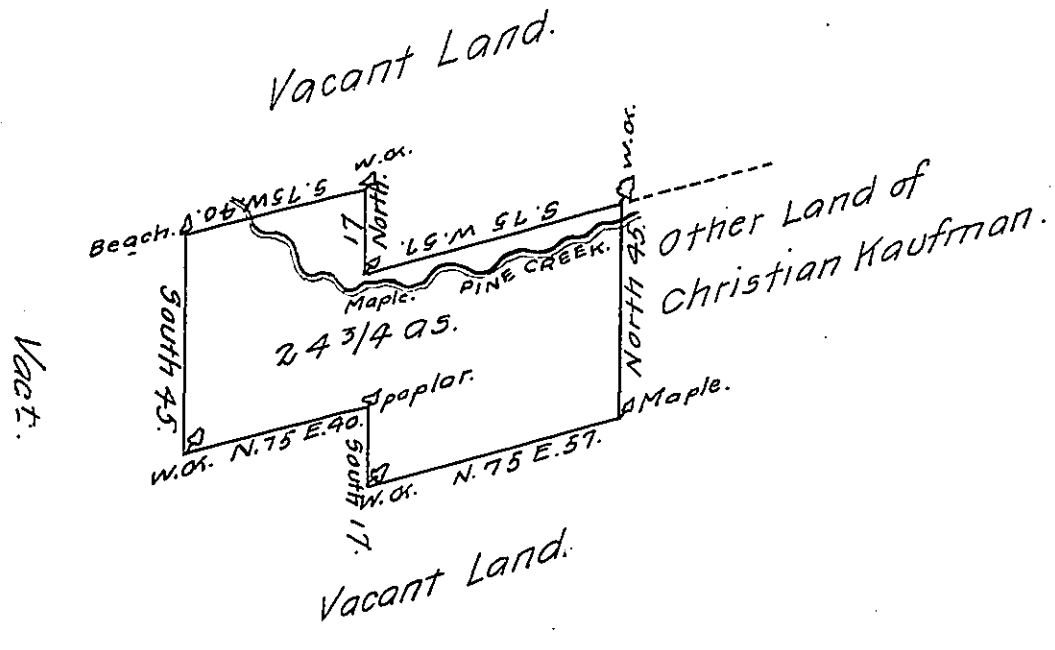 Vacant Land.
W.O.
W.O.
S.75W.40.
North.
17
S.75 W.57.
Beach.
Other Land of
Christian Kaufman.
PINE CREEK.
Maple.
North 45.
South 45.
24 3/4 as.
Vact.
poplar.
Maple.
N.75 E.40.
South 17.
N.75 E.57.
W.O.
W.O.
Vacant Land.